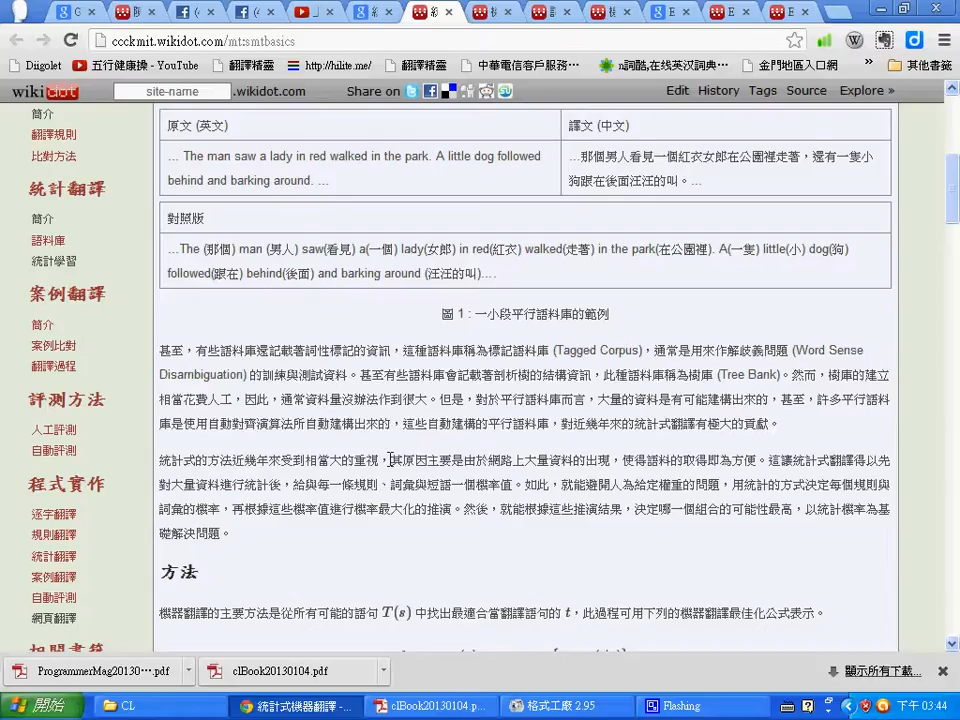 G
限
f (
f (
J
E
E
E
ccckmit.wikidot.com/mt:smtbasics
Diigolet
五行健康操 - YouTube
翻譯精靈
http://hilite.me/
翻譯精靈
中華電信客戶服務…
n詞酷,在线英汉词典…
金門地區入口網
»
其他書籤
wikidot
site-name
.wikidot.com
Share on
Edit
History
Tags
Source
Explore »
簡介
翻譯規則
比對方法
統計翻譯
簡介
語料庫
統計學習
案例翻譯
簡介
案例比對
翻譯過程
評測方法
人工評測
自動評測
程式實作
逐字翻譯
規則翻譯
統計翻譯
案例翻譯
自動評測
網頁翻譯
相關書籍
原文 (英文)
譯文 (中文)
… The man saw a lady in red walked in the park. A little dog followed
behind and barking around. …
…那個男人看見一個紅衣女郎在公園裡走著，還有一隻小
狗跟在後面汪汪的叫。…
對照版
…The (那個) man (男人) saw(看見) a(一個) lady(女郎) in red(紅衣) walked(走著) in the park(在公園裡). A(一隻) little(小) dog(狗)
followed(跟在) behind(後面) and barking around (汪汪的叫)….
圖 1 : 一小段平行語料庫的範例
甚至，有些語料庫還記載著詞性標記的資訊，這種語料庫稱為標記語料庫 (Tagged Corpus)，通常是用來作解歧義問題 (Word Sense
Disambiguation) 的訓練與測試資料。甚至有些語料庫會記載著剖析樹的結構資訊，此種語料庫稱為樹庫 (Tree Bank)。然而，樹庫的建立
相當花費人工，因此，通常資料量沒辦法作到很大。但是，對於平行語料庫而言，大量的資料是有可能建構出來的，甚至，許多平行語料
庫是使用自動對齊演算法所自動建構出來的，這些自動建構的平行語料庫，對近幾年來的統計式翻譯有極大的貢獻。
統計式的方法近幾年來受到相當大的重視，其原因主要是由於網路上大量資料的出現，使得語料的取得即為方便。這讓統計式翻譯得以先
對大量資料進行統計後，給與每一條規則、詞彙與短語一個機率值。如此，就能避開人為給定權重的問題，用統計的方式決定每個規則與
詞彙的機率，再根據這些機率值進行機率最大化的推演。然後，就能根據這些推演結果，決定哪一個組合的可能性最高，以統計機率為基
礎解決問題。
方法
機器翻譯的主要方法是從所有可能的語句 T(s) 中找出最適合當翻譯語句的 t，此過程可用下列的機器翻譯最佳化公式表示。
ProgrammerMag20130….pdf
clBook20130104.pdf
顯示所有下載...
開始
CL
統計式機器翻譯 -...
clBook20130104.p...
格式工廠 2.95
Flashing
下午 03:44